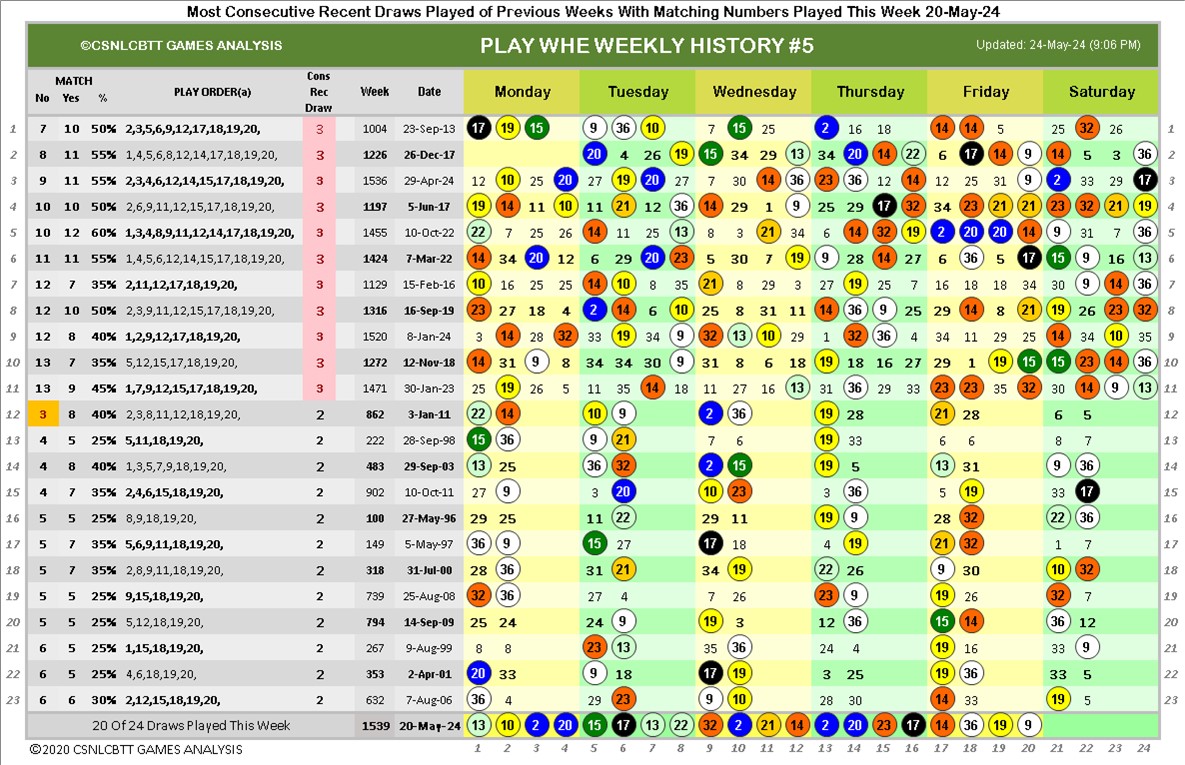 Most Consecutive Recent Draws Played of Previous Weeks With Matching Numbers Played This Week 20-May-24
©CSNLCBTT GAMES ANALYSIS PLAY WHE WEEKLY HISTORY #5 Updated: 24-May-24 (9:06 PM)
MATCH No Yes % PLAY ORDER(a) Cons Rec Draw Week Date Monday Tuesday Wednesday Thursday Friday Saturday
1 10 50% 2,3,5,6,9,12,17,18,19,20, 3 1004 23-Sep-13 17 19 15 9 36 10 7 15 25 2 16 18 14 14 5 25 32 26 1
2 8 11 55% 1,4,5,6,8,12,14,17,18,19,20, 3 1226 26-Dec-17 20 4 26 19 15 34 29 13 34 20 14 22 6 17 14 9 14 5 3 36 2
3 9 11 55% 2,3,4,6,12,14,15,17,18,19,20, 3 1536 29-Apr-24 12 10 25 20 27 19 20 27 7 30 14 36 23 36 12 14 12 25 31 9 2 33 29 17 3
4 10 10 50% 2,6,9,11,12,15,17,18,19,20, 3 1197 5-Jun-17 19 14 11 10 11 21 12 36 14 29 1 9 25 29 17 32 34 23 21 21 23 32 21 19 4
5 10 12 60% 1,3,4,8,9,11,12,14,17,18,19,20, 3 1455 10-Oct-22 22 7 25 26 14 11 25 13 8 3 21 34 6 14 32 19 2 20 20 14 9 31 7 36 5
6 11 11 55% 1,4,5,6,12,14,16,17,18,19,20, 3 1424 7-Mar-22 14 34 20 12 6 29 20 23 5 30 7 19 9 28 14 27 6 36 5 17 15 9 16 13 6
7 12 7 35% 2,11,12,17,18,19,20, 3 1129 15-Feb-16 10 16 25 25 14 10 8 35 21 8 29 3 27 19 25 7 16 18 18 34 30 9 14 36 7
8 12 10 50% 2,3,9,11,12,15,17,18,19,20, 3 1316 16-Sep-19 23 27 18 4 2 14 6 10 25 8 31 11 14 36 9 25 29 14 8 21 19 26 23 32 8
9 12 8 40% 1,2,9,12,17,18,19,20, 3 1520 8-Jan-24 3 14 28 32 33 19 34 9 32 13 10 29 1 32 36 4 34 11 29 25 14 34 10 35 9
10 13 7 35% 5,12,15,17,18,19,20, 3 1272 12-Nov-18 14 31 9 8 34 34 30 9 31 8 6 18 19 18 16 27 29 1 19 15 15 23 14 36 10
11 13 9 45% 1,7,9,12,15,17,18,19,20, 3 1471 30-Jan-23 25 19 26 5 11 35 14 18 11 27 16 13 31 36 29 33 23 23 35 32 30 14 9 13 11
12 3 8 40% 2,3,8,11,12,18,19,20, 2 862 3-Jan-11 22 14 10 9 2 36 19 28 21 28 6 5 12
13 4 5 25% 5,11,18,19,20, 2 222 28-Sep-98 15 36 9 21 7 6 19 33 6 6 8 7 13
14 4 8 40% 1,3,5,7,9,18,19,20, 2 483 29-Sep-03 13 25 36 32 2 15 19 5 13 31 9 36 14
15 4 7 35% 2,4,6,15,18,19,20, 2 902 10-Oct-11 27 9 3 20 10 23 3 36 5 19 33 17 15
16 5 5 25% 8,9,18,19,20, 2 100 27-May-96 29 25 11 22 29 11 19 9 28 32 22 36 16
17 5 7 35% 5,6,9,11,18,19,20, 2 149 5-May-97 36 9 15 27 17 18 4 19 21 32 1 7 17
18 5 7 35% 2,8,9,11,18,19,20, 2 318 31-Jul-00 28 36 31 21 34 19 22 26 9 30 10 32 18
19 5 5 25% 9,15,18,19,20, 2 739 25-Aug-08 32 36 27 4 7 26 23 9 19 26 32 7 19
20 5 5 25% 5,12,18,19,20, 2 794 14-Sep-09 25 24 24 9 19 3 12 36 15 14 36 12 20
21 6 5 25% 1,15,18,19,20, 2 267 9-Aug-99 8 8 23 13 35 36 24 4 19 16 33 9 21
22 6 5 25% 4,6,18,19,20, 2 353 2-Apr-01 20 33 9 18 17 19 3 25 19 36 33 5 22
23 6 6 30% 2,12,15,18,19,20, 2 632 7-Aug-06 36 4 29 23 9 10 28 30 14 33 19 5 23
20 Of 24 Draws Played This Week 1539 20-May-24 13 10 2 20 15 17 13 22 32 2 21 14 2 20 23 17 14 36 19 9
©2020 CSNLCBTT GAMES ANALYSIS 1 2 3 4 5 6 7 8 9 10 11 12 13 14 15 16 17 18 19 20 21 22 23 24